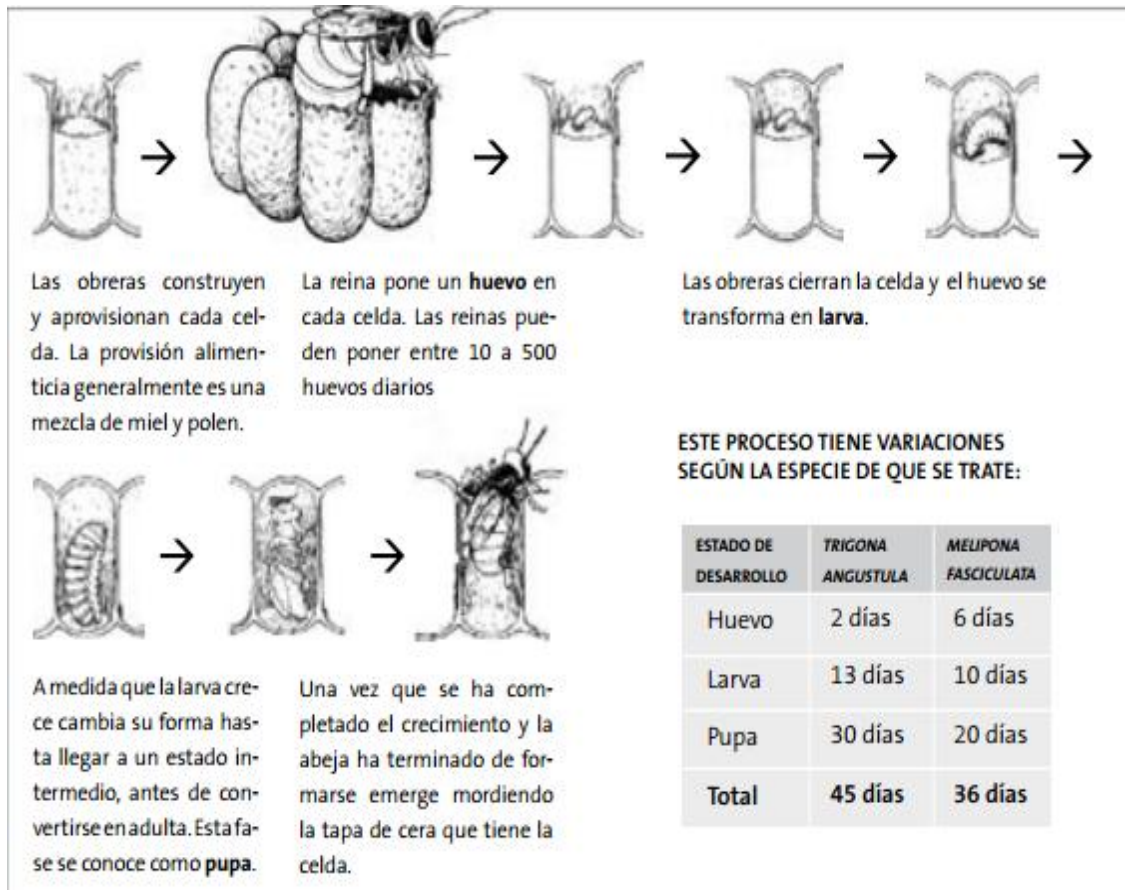 Las obreras construyen
y aprovisionan cada cel-
da. La provisión alimen-
ticia generalmente es una
mezcla de miel y polen.
La reina pone un huevo en
cada celda. Las reinas pue-
den poner entre 10 a 500
huevos diarios
Las obreras cierran la celda y el huevo se
transforma en larva.
A medida que la larva cre-
ce cambia su forma has-
ta llegar a un estado in-
termedio, antes de con-
vertirse en adulta. Esta fa-
se se conoce como pupa.
Una vez que se ha com-
pletado el crecimiento y la
abeja ha terminado de for-
marse emerge mordiendo
la tapa de cera que tiene la
celda.
ESTE PROCESO TIENE VARIACIONES
SEGÚN LA ESPECIE DE QUE SE TRATE:
ESTADO DE DESARROLLO TRIGONA ANGUSTULA MELIPONA FASCICULATA
Huevo 2 días 6 días
Larva 13 días 10 días
Pupa 30 días 20 días
Total 45 días 36 días